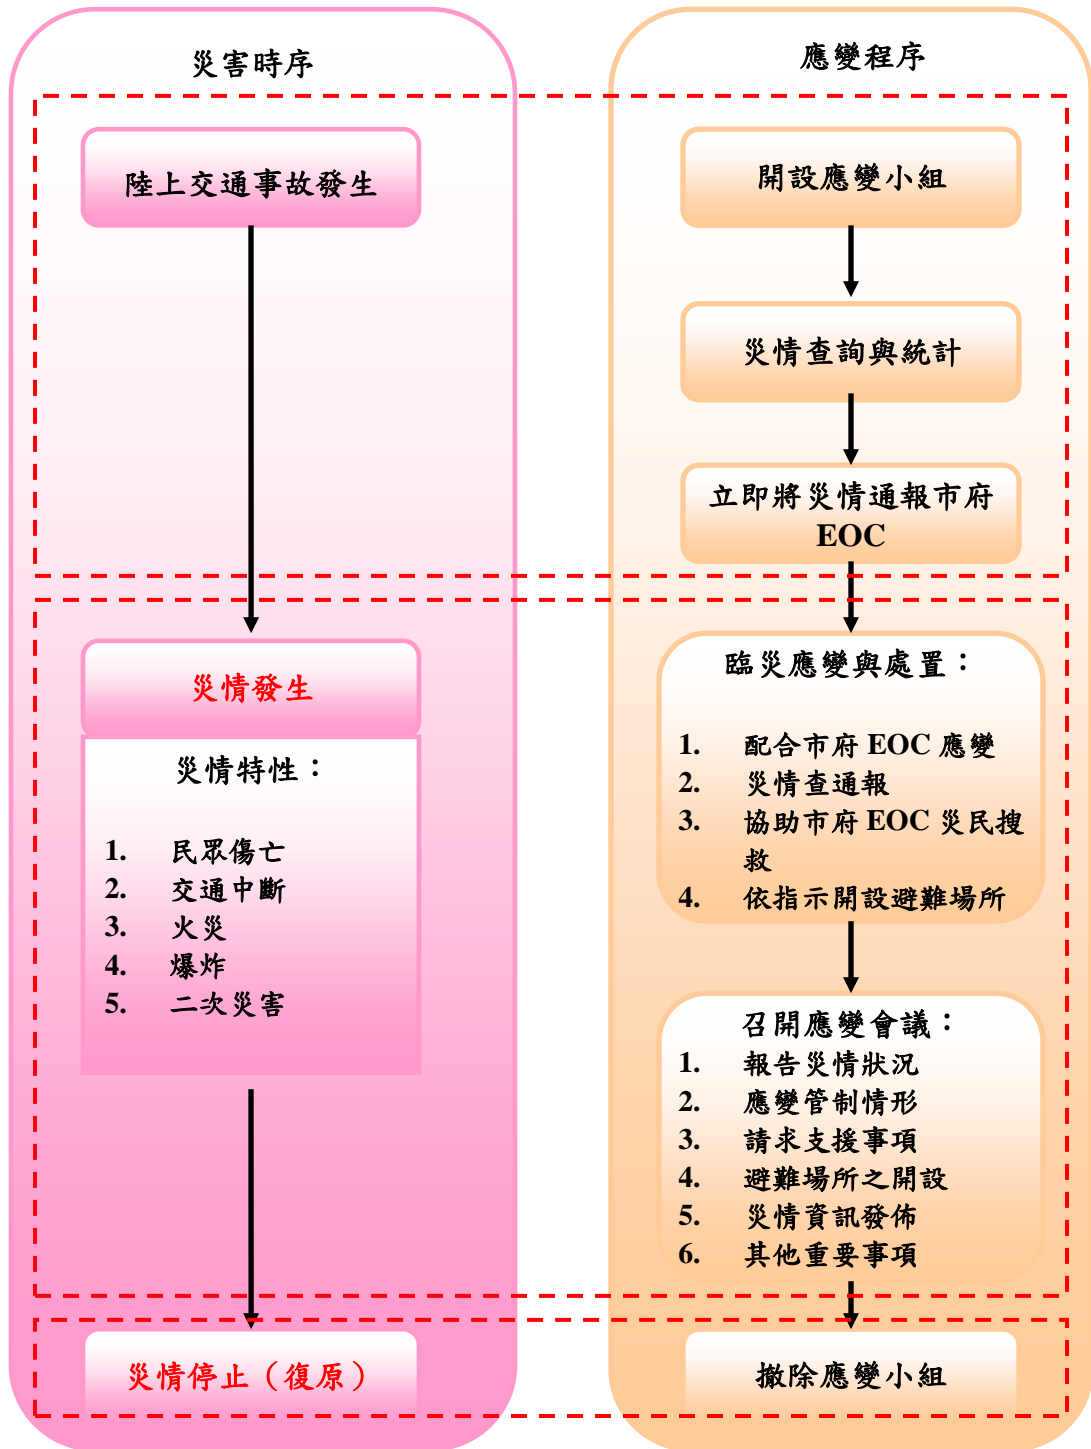 災害時序
陸上交通事故發生
災情發生
災情特性：
1. 民眾傷亡
2. 交通中斷
3. 火災
4. 爆炸
5. 二次災害
災情停止（復原）
應變程序
開設應變小組
災情查詢與統計
立即將災情通報市府
EOC
臨災應變與處置：
1. 配合市府 EOC 應變
2. 災情查通報
3. 協助市府 EOC 災民搜
救
4. 依指示開設避難場所
召開應變會議：
1. 報告災情狀況
2. 應變管制情形
3. 請求支援事項
4. 避難場所之開設
5. 災情資訊發佈
6. 其他重要事項
撤除應變小組